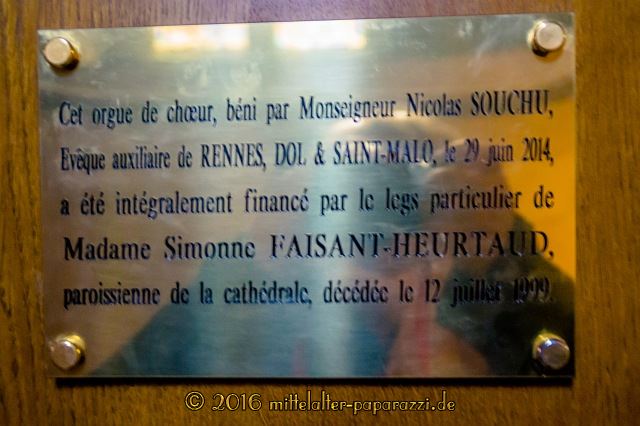 Cet orgue de chœur, béni par Monseigneur Nicolas SOUCHU,
Evêque auxiliaire de RENNES, DOL & SAINT-MALO, le 29 juin 2014,
a été intégralement financé par le legs particulier de
Madame Simonne FAISANT-HEURTAUD,
paroissienne de la cathédrale, décédée le 12 juillet 1999.
© 2016 mittelalter-paparazzi.de